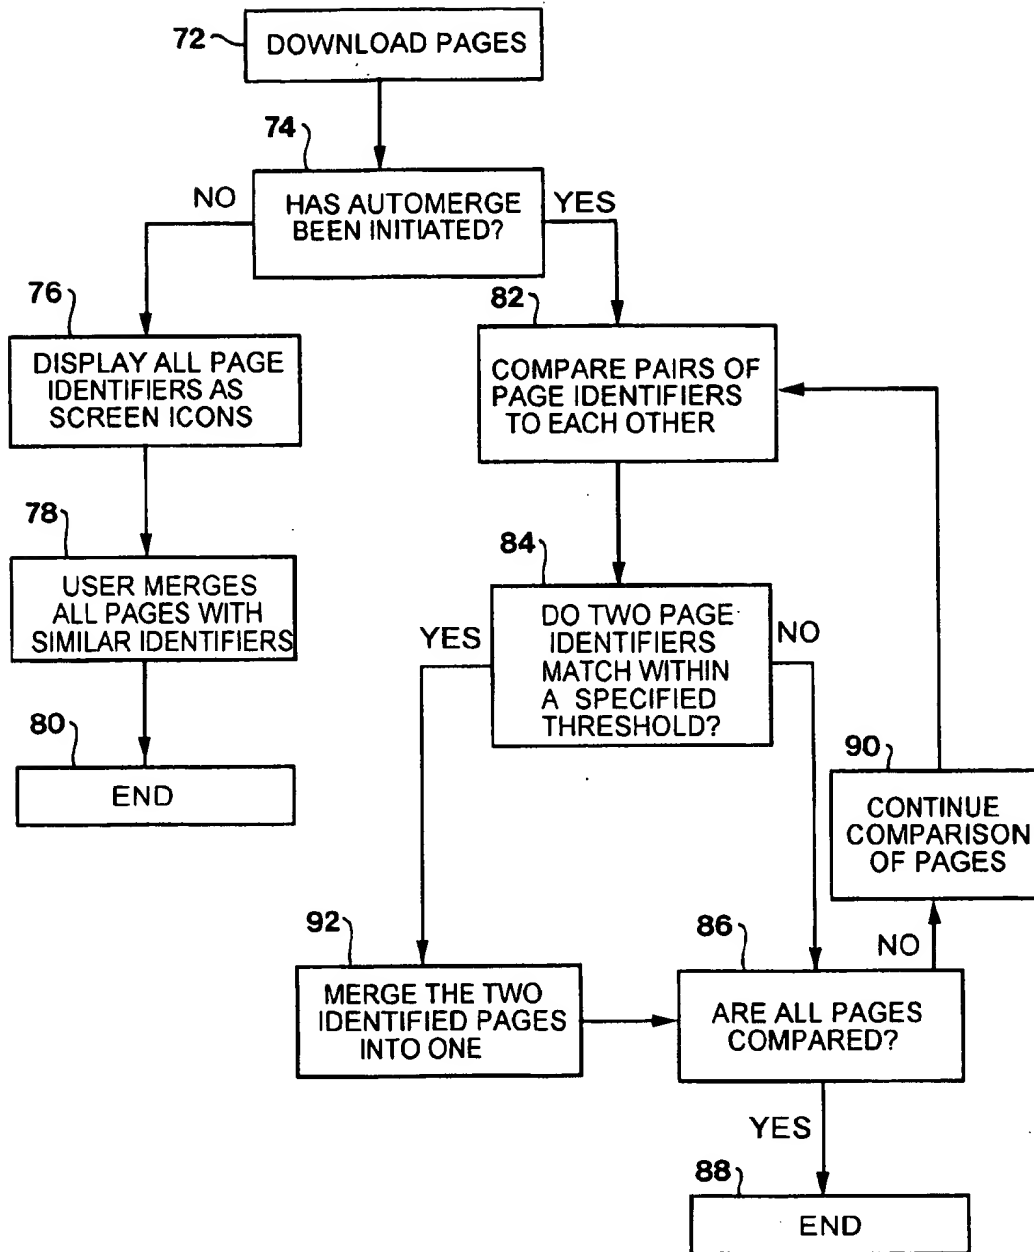 72
DOWNLOAD PAGES
74
HAS AUTOMERGE
BEEN INITIATED?
NO
YES
76
DISPLAY ALL PAGE
IDENTIFIERS AS
SCREEN ICONS
82
COMPARE PAIRS OF
PAGE IDENTIFIERS
TO EACH OTHER
78
USER MERGES
ALL PAGES WITH
SIMILAR IDENTIFIERS
84
DO TWO PAGE
IDENTIFIERS
MATCH WITHIN
A SPECIFIED
THRESHOLD?
YES
NO
80
END
90
CONTINUE
COMPARISON
OF PAGES
92
MERGE THE TWO
IDENTIFIED PAGES
INTO ONE
86
ARE ALL PAGES
COMPARED?
NO
YES
88
END